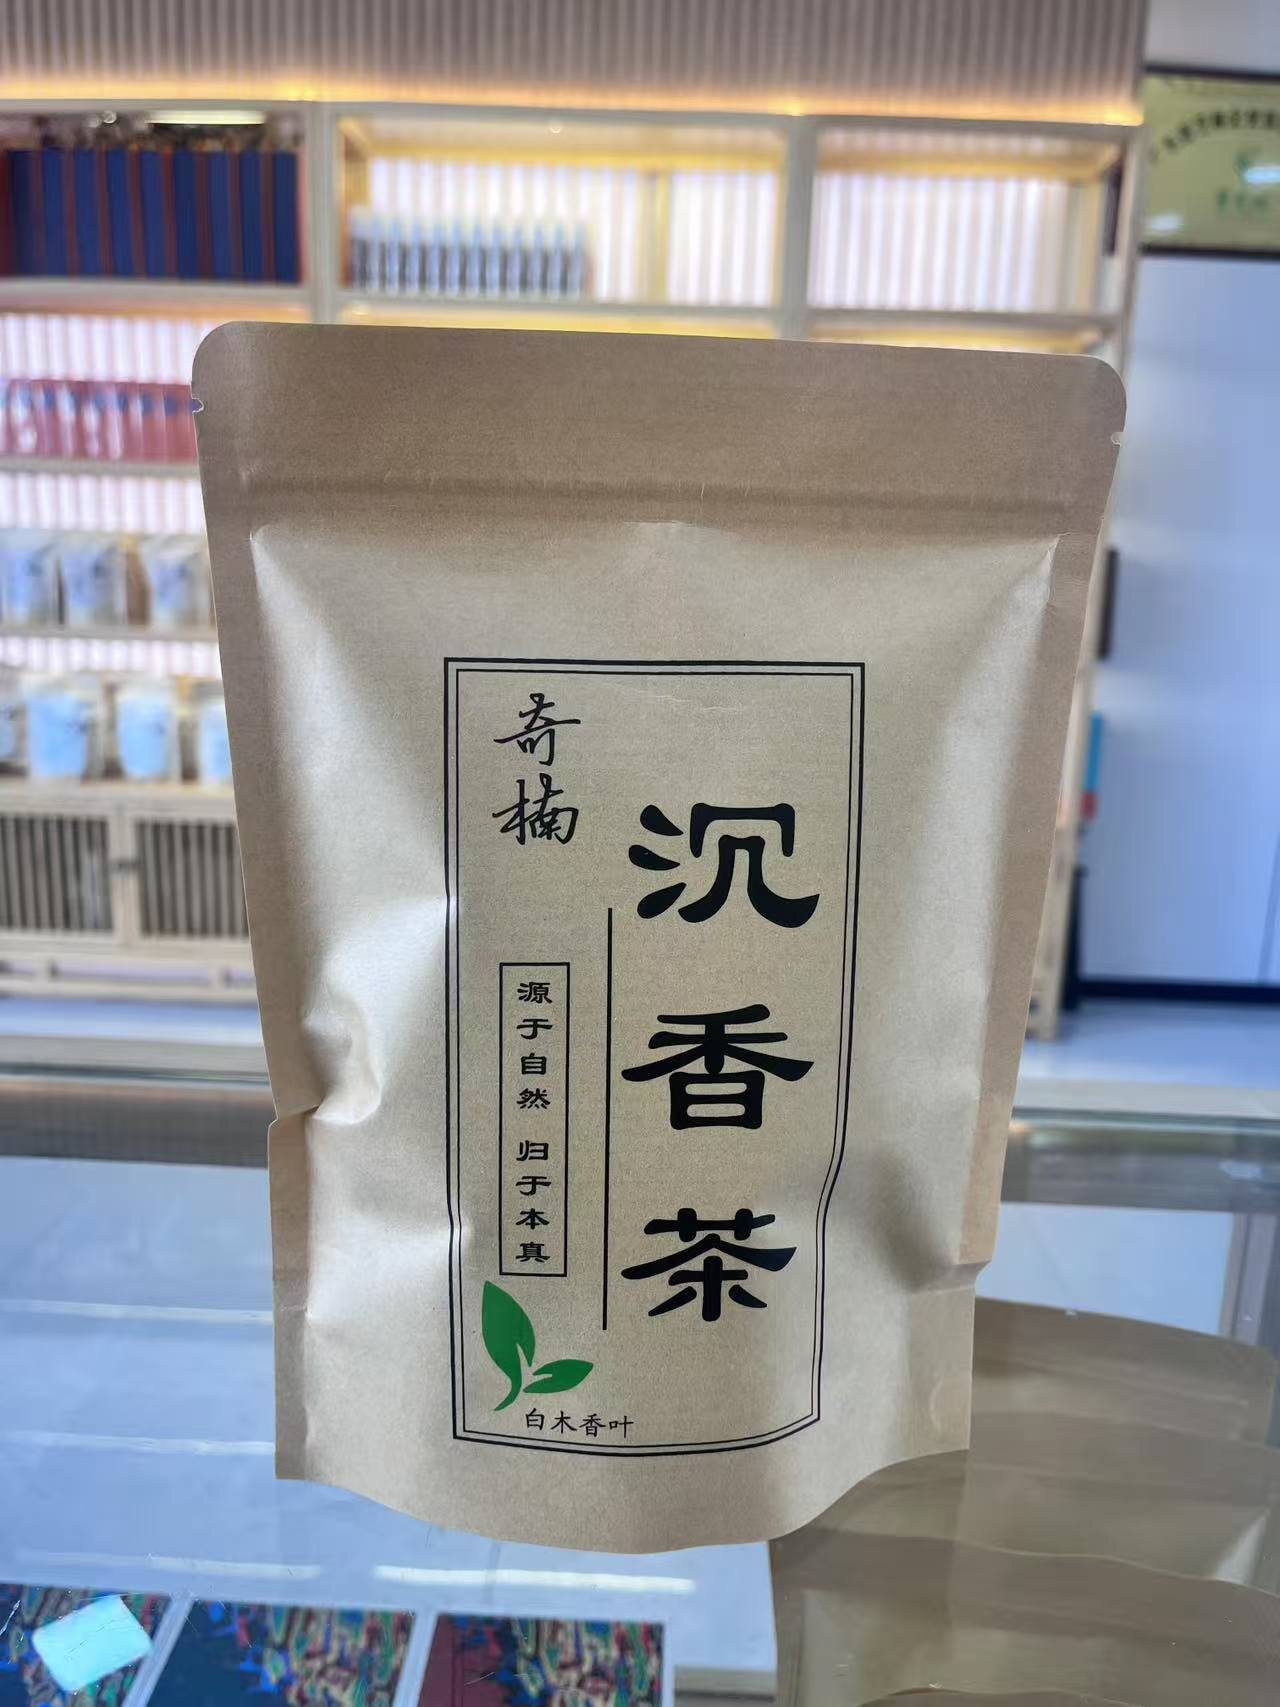 奇楠
沉香茶
源于自然 归于本真
白木香叶